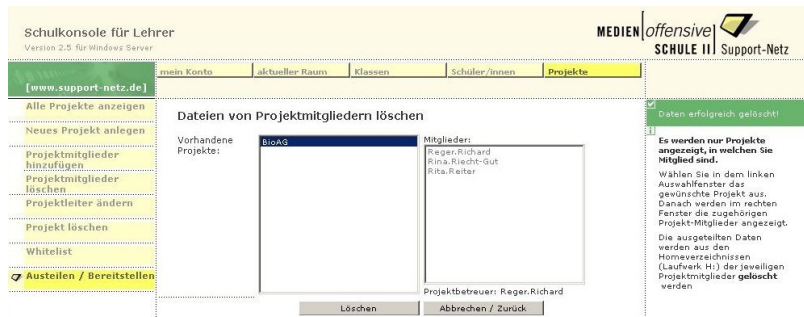 Schulkonsole für Lehrer
Version 2.5 für Windows Server
MEDIEN offensive
SCHULE II Support-Netz
[www.support-netz.de]
mein Konto
aktueller Raum
Klassen
Schüler/innen
Projekte
Alle Projekte anzeigen
Neues Projekt anlegen
Projektmitglieder
hinzufügen
Projektmitglieder
löschen
Projektleiter ändern
Projekt löschen
Whitelist
Austeilen / Bereitstellen
Dateien von Projektmitgliedern löschen
Vorhandene
Projekte:
BioAG
Mitglieder:
Reger.Richard
Rina.Riecht-Gut
Rita.Reiter
Projektbetreuer: Reger.Richard
Löschen
Abbrechen / Zurück
Daten erfolgreich gelöscht!
Es werden nur Projekte
angezeigt, in welchen Sie
Mitglied sind.
Wählen Sie in dem linken
Auswahlfenster das
gewünschte Projekt aus.
Danach werden im rechten
Fenster die zugehörigen
Projekt-Mitglieder angezeigt.
Die ausgeteilten Daten
werden aus den
Homeverzeichnissen
(Laufwerk H:) der jeweiligen
Projektmitglieder gelöscht
werden